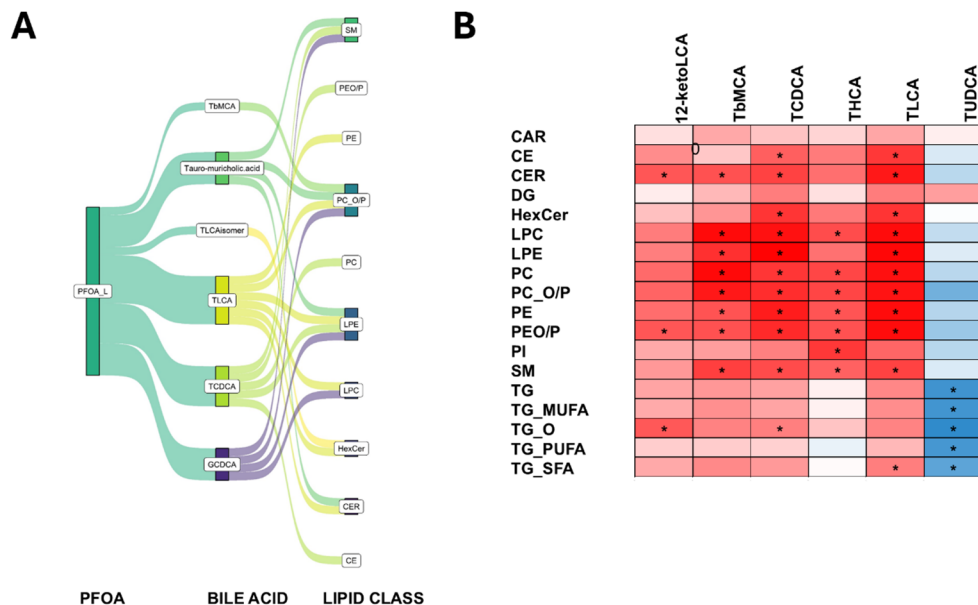 A
SM
PEO/P
TbMCA
PE
Tauro-muricholic.acid
PC_O/P
TLCAisomer
PC
PFOA_L
TLCA
LPE
TCDCA
LPC
HexCer
GCDCA
CER
CE
PFOA BILE ACID LIPID CLASS
B
12-ketoLCA TbMCA TCDCA THCA TLCA TUDCA
CAR
0
CE * *
CER * * * *
DG
HexCer * *
LPC * * * *
LPE * * *
PC * * * *
PC_O/P * * * *
PE * * * *
PEO/P * * * * *
PI *
SM * * * *
TG *
TG_MUFA *
TG_O * * *
TG_PUFA *
TG_SFA * *